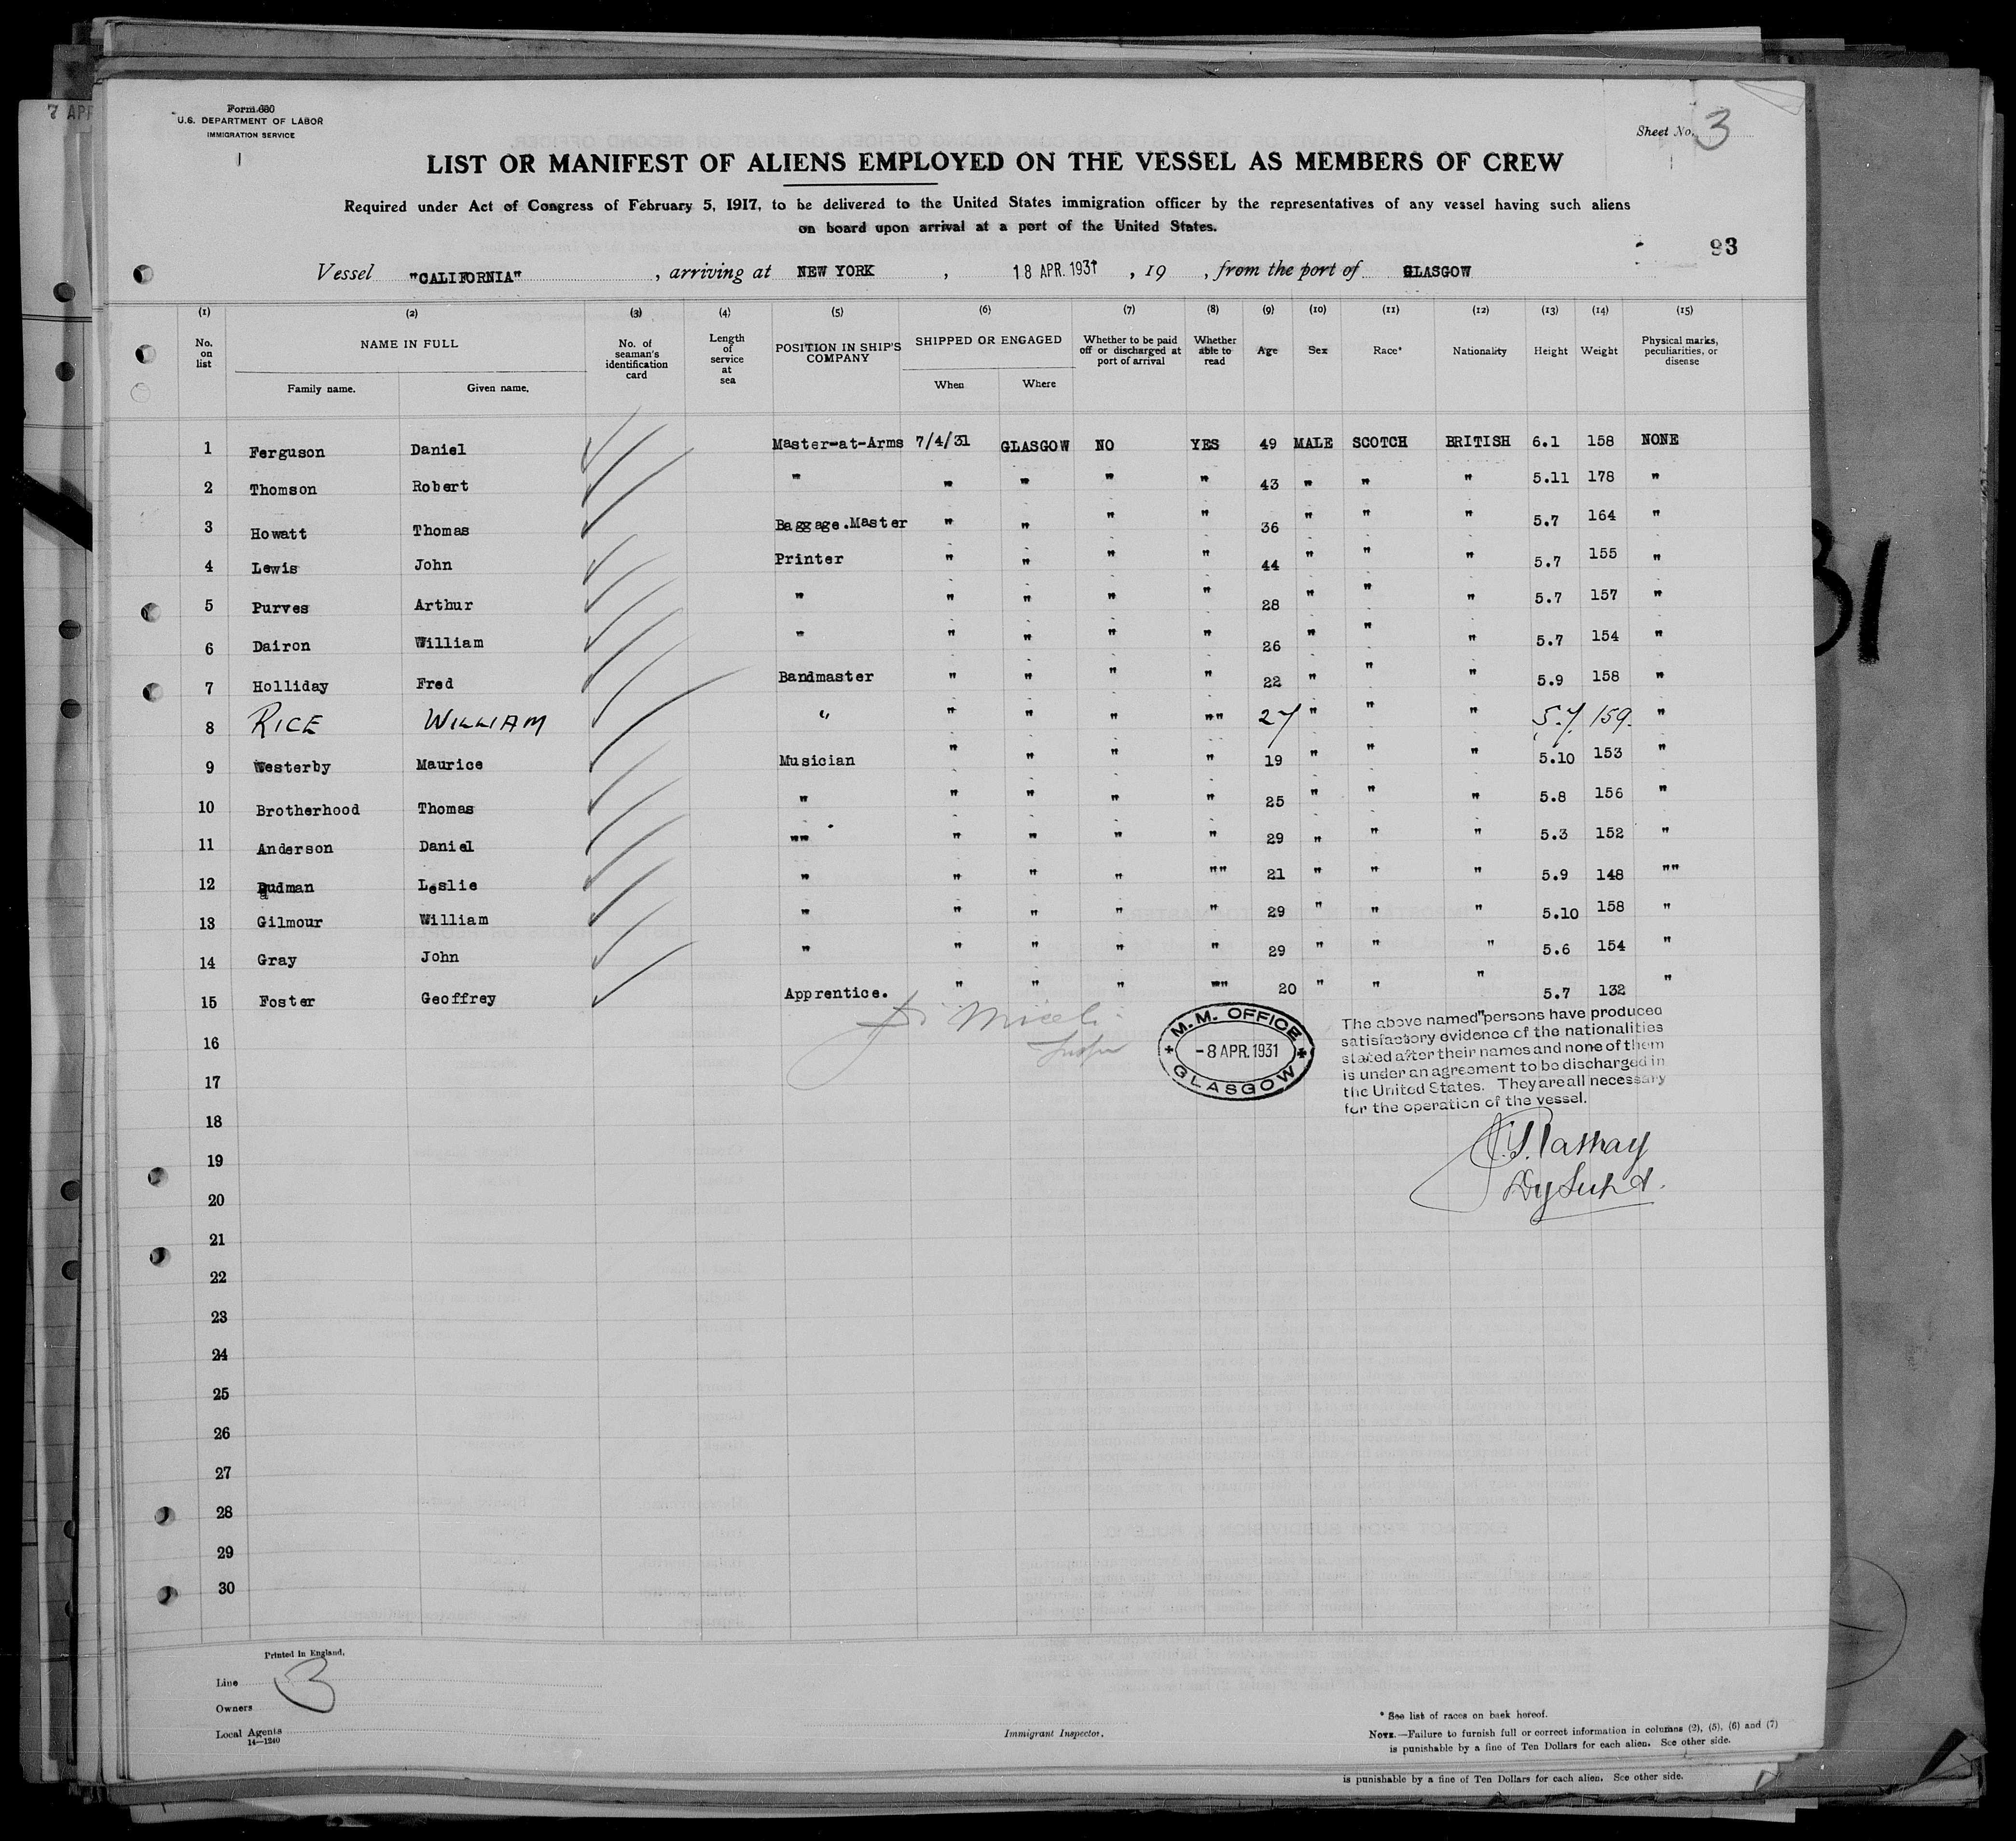 7 APR
Form 680
U.S. DEPARTMENT OF LABOR
IMMIGRATION SERVICE
Sheet No. 3
LIST OR MANIFEST OF ALIENS EMPLOYED ON THE VESSEL AS MEMBERS OF CREW
Required under Act of Congress of February 5, 1917, to be delivered to the United States immigration officer by the representatives of any vessel having such aliens
on board upon arrival at a port of the United States.
93
Vessel "CALIFORNIA", arriving at NEW YORK, 18 APR. 1931, 19 , from the port of GLASGOW
(1) (2) (3) (4) (5) (6) (7) (8) (9) (10) (11) (12) (13) (14) (15)
No. on list NAME IN FULL Family name. Given name. No. of seaman's identification card Length of service at sea POSITION IN SHIP'S COMPANY SHIPPED OR ENGAGED When Where Whether to be paid off or discharged at port of arrival Whether able to read Age Sex Race* Nationality Height Weight Physical marks, peculiarities, or disease
1 Ferguson Daniel Master-at-Arms 7/4/31 GLASGOW NO YES 49 MALE SCOTCH BRITISH 6.1 158 NONE
2 Thomson Robert " " " " " 43 " " " 5.11 178 "
3 Howatt Thomas Baggage.Master " " " " 36 " " " 5.7 164 "
4 Lewis John Printer " " " " 44 " " " 5.7 155 "
5 Purves Arthur " " " " " 28 " " " 5.7 157 "
6 Dairon William " " " " " 26 " " " 5.7 154 "
7 Holliday Fred Bandmaster " " " " 22 " " " 5.9 158 "
8 RICE WILLIAM " " " " "" 27 " " " 5.7. 159. "
9 Westerby Maurice Musician " " " " 19 " " " 5.10 153 "
10 Brotherhood Thomas " " " " " 25 " " " 5.8 156 "
11 Anderson Daniel "" " " " " 29 " " " 5.3 152 "
12 Leslie " " " " "" 21 " " " 5.9 148 ""
13 Gilmour William " " " " " 29 " " " 5.10 158 "
14 Gray John " " " " " 29 " " " 5.6 154 "
15 Foster Geoffrey Apprentice. " " " "" 20 " " " 5.7 132 "
16
17
18
19
20
21
22
23
24
25
26
27
28
29
30
M.M. OFFICE
-8 APR. 1931
GLASGOW
The above named persons have produced
satisfactory evidence of the nationalities
stated after their names and none of them
is under an agreement to be discharged in
the United States. They are all necessary
for the operation of the vessel.
Printed in England.
3
Line
Owners
Local Agents
14—1240
Immigrant Inspector.
* See list of races on back hereof.
NOTE.—Failure to furnish full or correct information in columns (2), (5), (6) and (7)
is punishable by a fine of Ten Dollars for each alien. See other side.
is punishable by a fine of Ten Dollars for each alien. See other side.
31